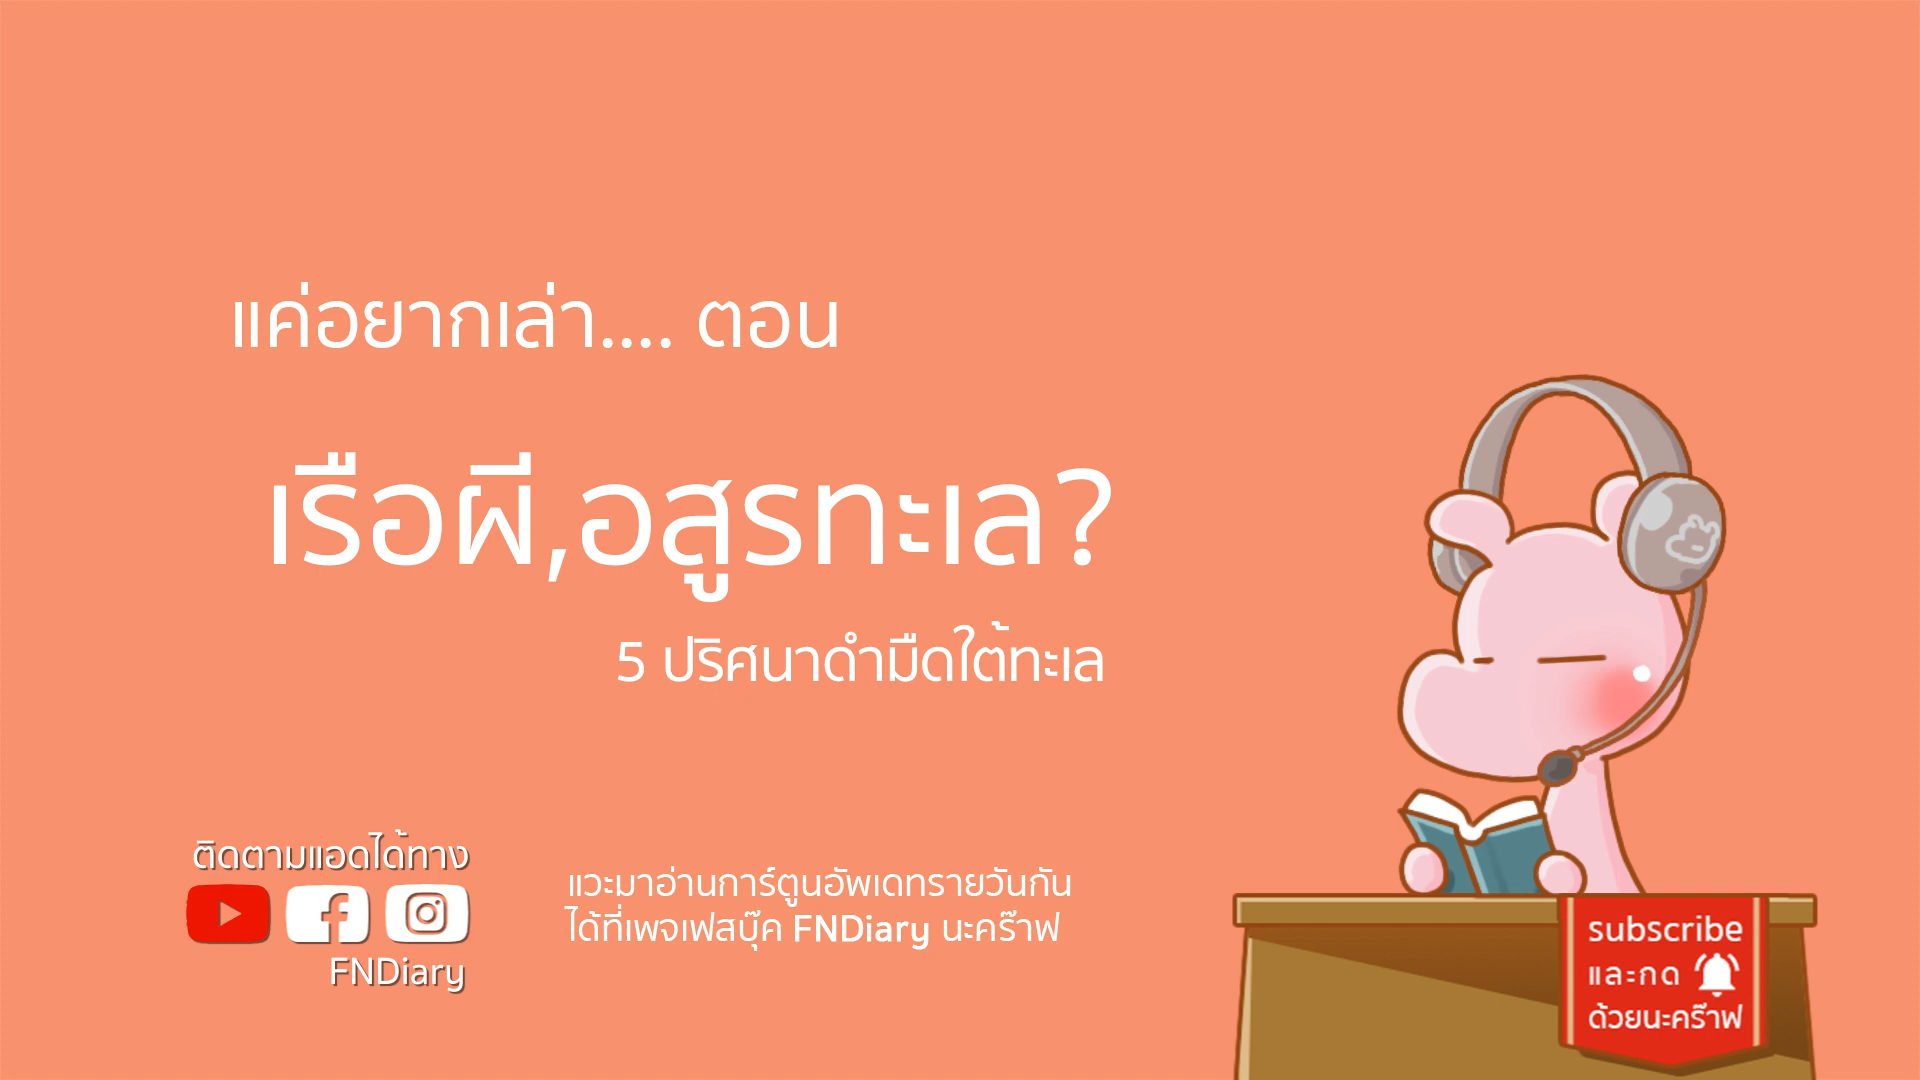 แค่อยากเล่า.... ตอน
เรือผี,อสูรทะเล?
5 ปริศนาดำมืดใต้ทะเล
ติดตามแอดได้ทาง
FNDiary
แวะมาอ่านการ์ตูนอัพเดทรายวันกัน
ได้ที่เพจเฟสบุ๊ค FNDiary นะคร๊าฟ
subscribe
และกด
ด้วยนะคร๊าฟ